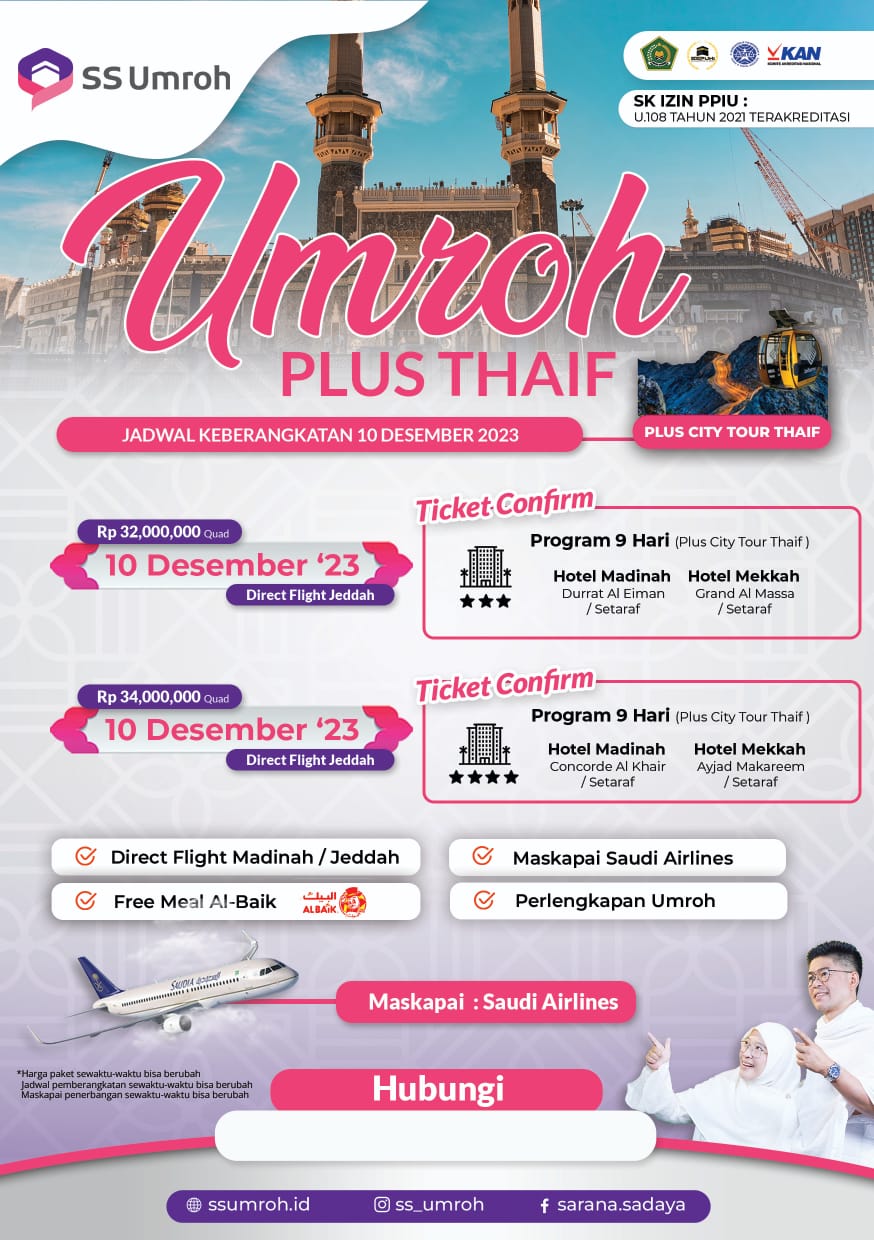 SS Umroh
KAN
KOMITE AKREDITASI NASIONAL
SK IZIN PPIU :
U.108 TAHUN 2021 TERAKREDITASI
Umroh
PLUS THAIF
JADWAL KEBERANGKATAN 10 DESEMBER 2023
PLUS CITY TOUR THAIF
Rp 32,000,000 Quad
10 Desember ‘23
Direct Flight Jeddah
Ticket Confirm
Program 9 Hari (Plus City Tour Thaif )
Hotel Madinah
Durrat Al Eiman
/ Setaraf
Hotel Mekkah
Grand Al Massa
/ Setaraf
Rp 34,000,000 Quad
10 Desember ‘23
Direct Flight Jeddah
Ticket Confirm
Program 9 Hari (Plus City Tour Thaif )
Hotel Madinah
Concorde Al Khair
/ Setaraf
Hotel Mekkah
Ayjad Makareem
/ Setaraf
Direct Flight Madinah / Jeddah
Maskapai Saudi Airlines
Free Meal Al-Baik
البيك
ALBAIK
Perlengkapan Umroh
SAUDIA السعودية
Maskapai : Saudi Airlines
*Harga paket sewaktu-waktu bisa berubah
Jadwal pemberangkatan sewaktu-waktu bisa berubah
Maskapai penerbangan sewaktu-waktu bisa berubah
Hubungi
ssumroh.id
ss_umroh
sarana.sadaya